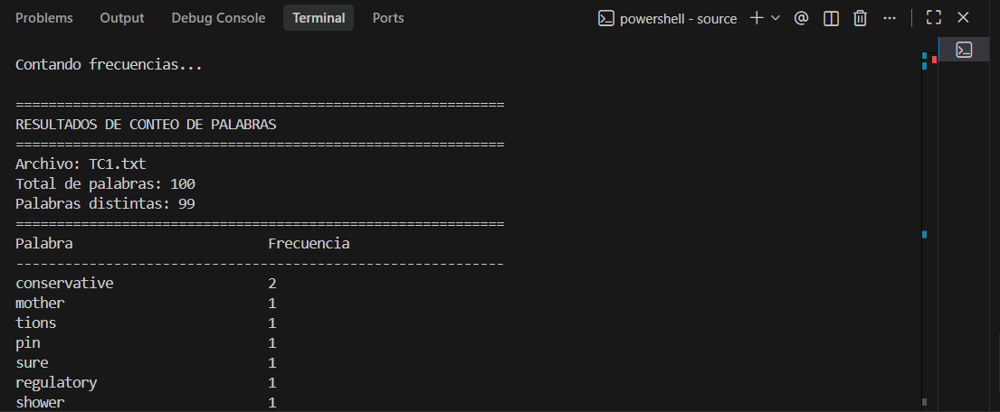 Problems Output Debug Console Terminal Ports powershell - source
Contando frecuencias...
============================================================
RESULTADOS DE CONTEO DE PALABRAS
============================================================
Archivo: TC1.txt
Total de palabras: 100
Palabras distintas: 99
============================================================
Palabra Frecuencia
------------------------------------------------------------
conservative 2
mother 1
tions 1
pin 1
sure 1
regulatory 1
shower 1